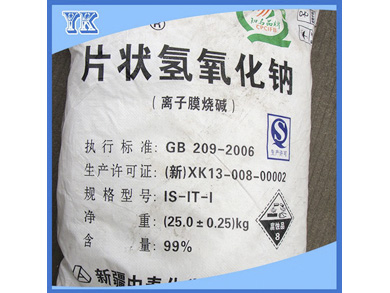 YK
片状氢氧化钠
(离子膜烧碱)
执行标准: GB 209-2006
生产许可证: (新)XK13-008-00002
规格型号: IS-IT-I
净 重: (25.0±0.25)kg
含 量: 99%
腐蚀品
8
新疆中泰化